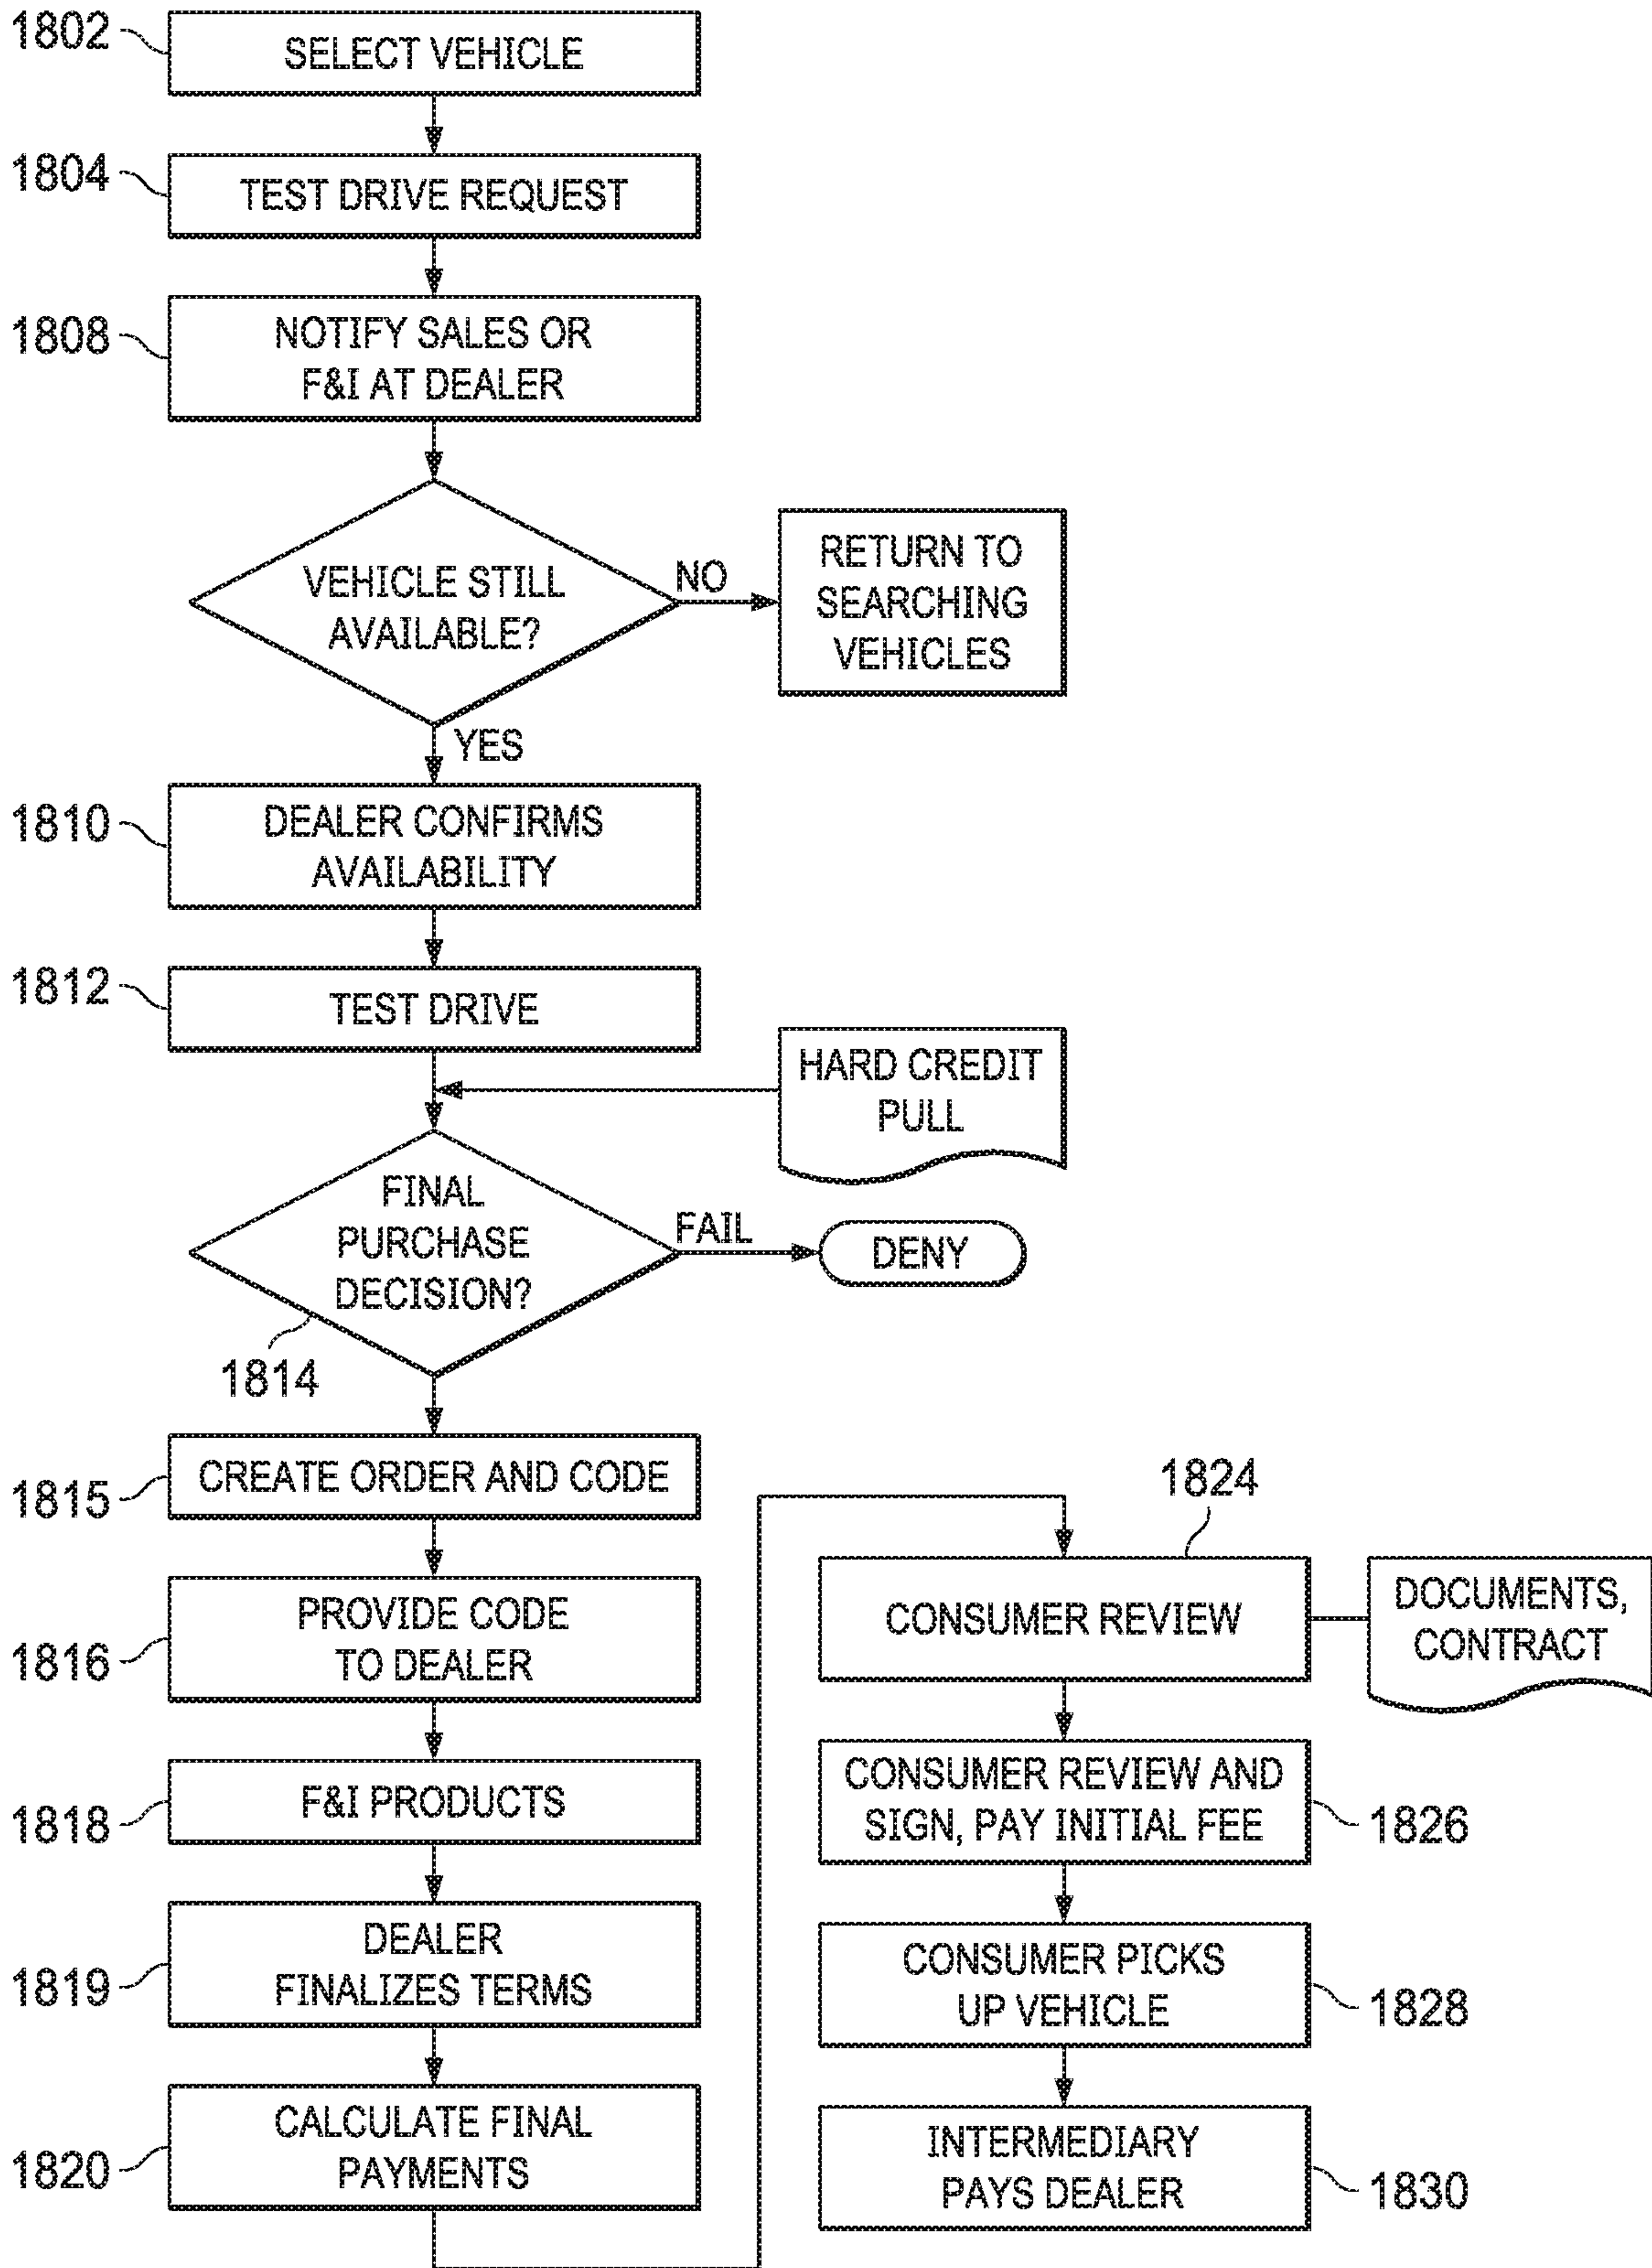 1802
SELECT VEHICLE
1804
TEST DRIVE REQUEST
1808
NOTIFY SALES OR
F&I AT DEALER
VEHICLE STILL
AVAILABLE?
NO
RETURN TO
SEARCHING
VEHICLES
YES
1810
DEALER CONFIRMS
AVAILABILITY
1812
TEST DRIVE
HARD CREDIT
PULL
FINAL
PURCHASE
DECISION?
FAIL
DENY
1814
1815
CREATE ORDER AND CODE
1816
PROVIDE CODE
TO DEALER
1818
F&I PRODUCTS
1819
DEALER
FINALIZES TERMS
1820
CALCULATE FINAL
PAYMENTS
1824
CONSUMER REVIEW
DOCUMENTS,
CONTRACT
CONSUMER REVIEW AND
SIGN, PAY INITIAL FEE
1826
CONSUMER PICKS
UP VEHICLE
1828
INTERMEDIARY
PAYS DEALER
1830